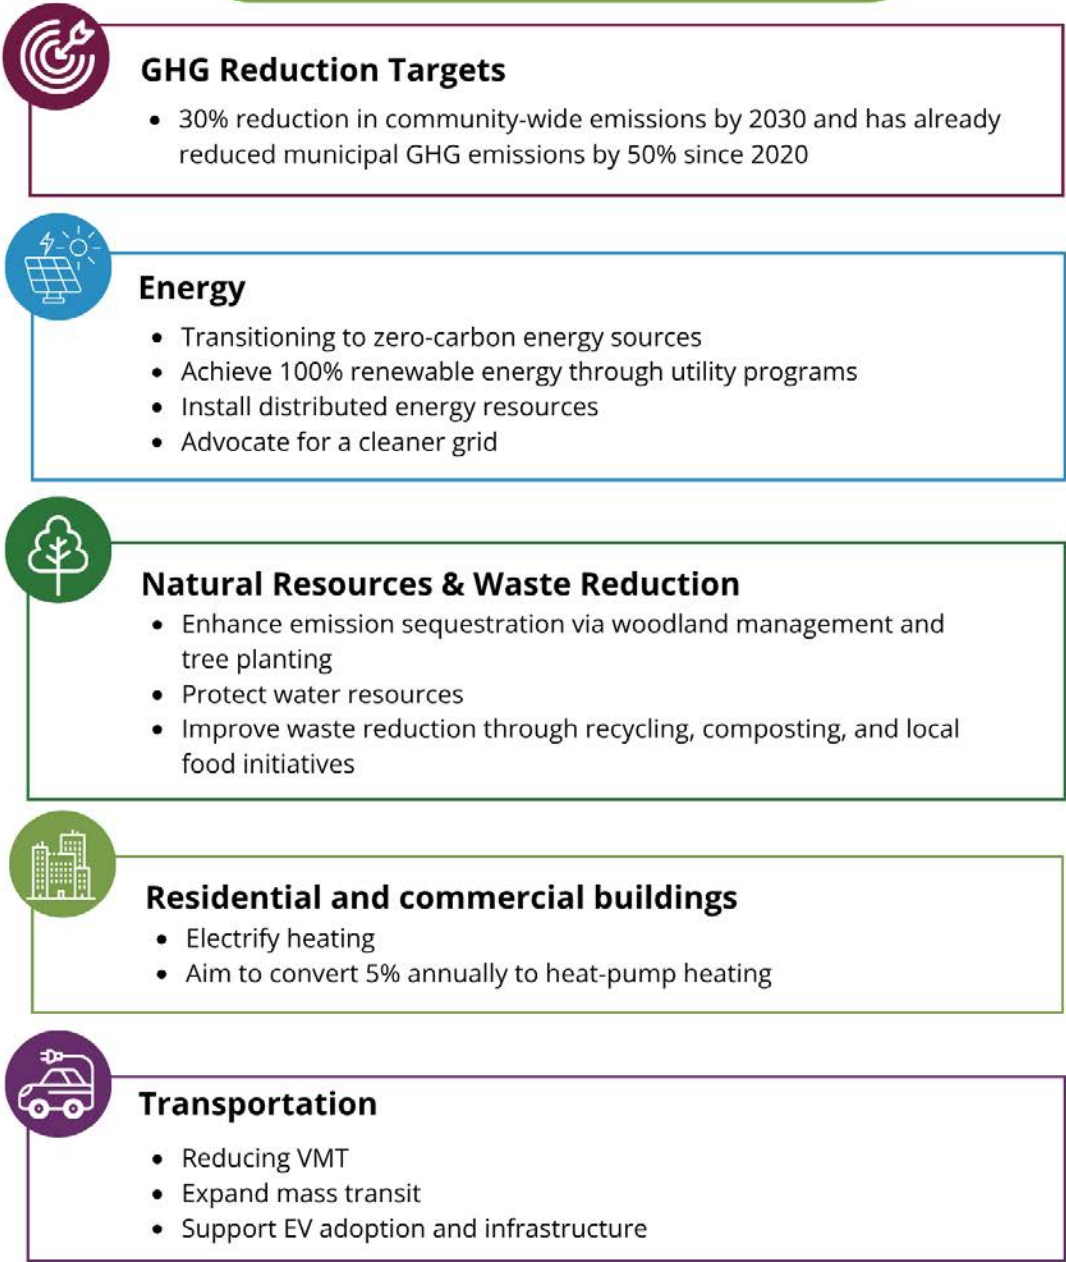 GHG Reduction Targets
• 30% reduction in community-wide emissions by 2030 and has already
reduced municipal GHG emissions by 50% since 2020
Energy
• Transitioning to zero-carbon energy sources
• Achieve 100% renewable energy through utility programs
• Install distributed energy resources
• Advocate for a cleaner grid
Natural Resources & Waste Reduction
• Enhance emission sequestration via woodland management and
tree planting
• Protect water resources
• Improve waste reduction through recycling, composting, and local
food initiatives
Residential and commercial buildings
• Electrify heating
• Aim to convert 5% annually to heat-pump heating
Transportation
• Reducing VMT
• Expand mass transit
• Support EV adoption and infrastructure